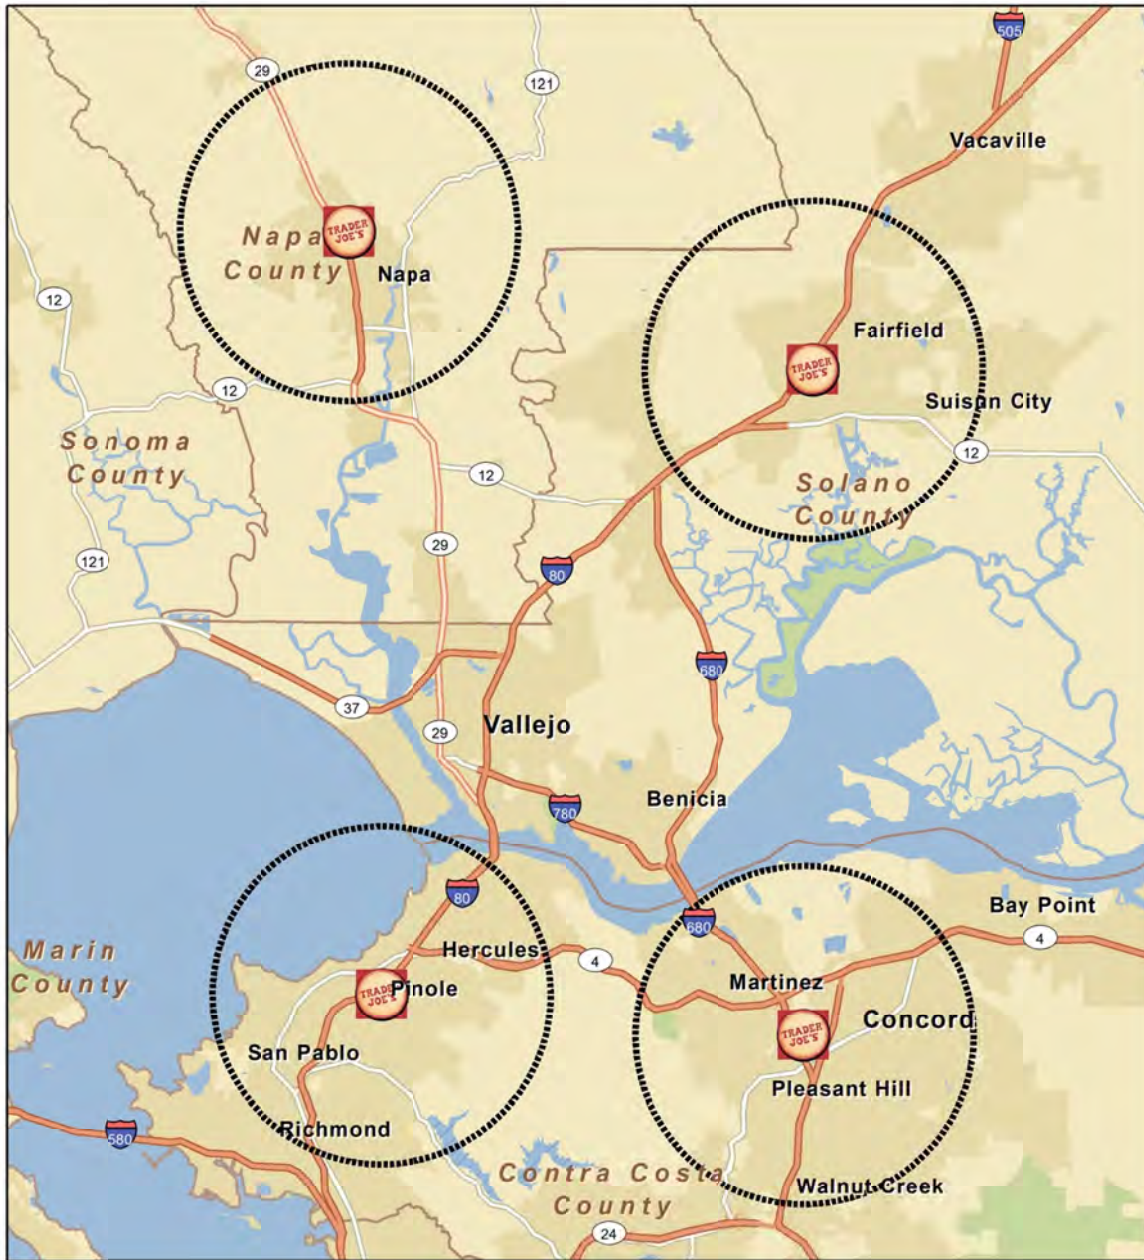 505
29
121
Vacaville
TRADER
JOE'S
Napa
County
Napa
12
Fairfield
TRADER
JOE'S
12
Suisun City
Sonoma
County
12
12
Solano
County
29
121
80
680
37
Vallejo
29
Benicia
780
80
680
Bay Point
4
Marin
County
Hercules
4
Martinez
TRADER
JOE'S
Pinole
Concord
TRADER
JOE'S
San Pablo
Pleasant Hill
Richmond
580
Contra Costa
County
Walnut Creek
24